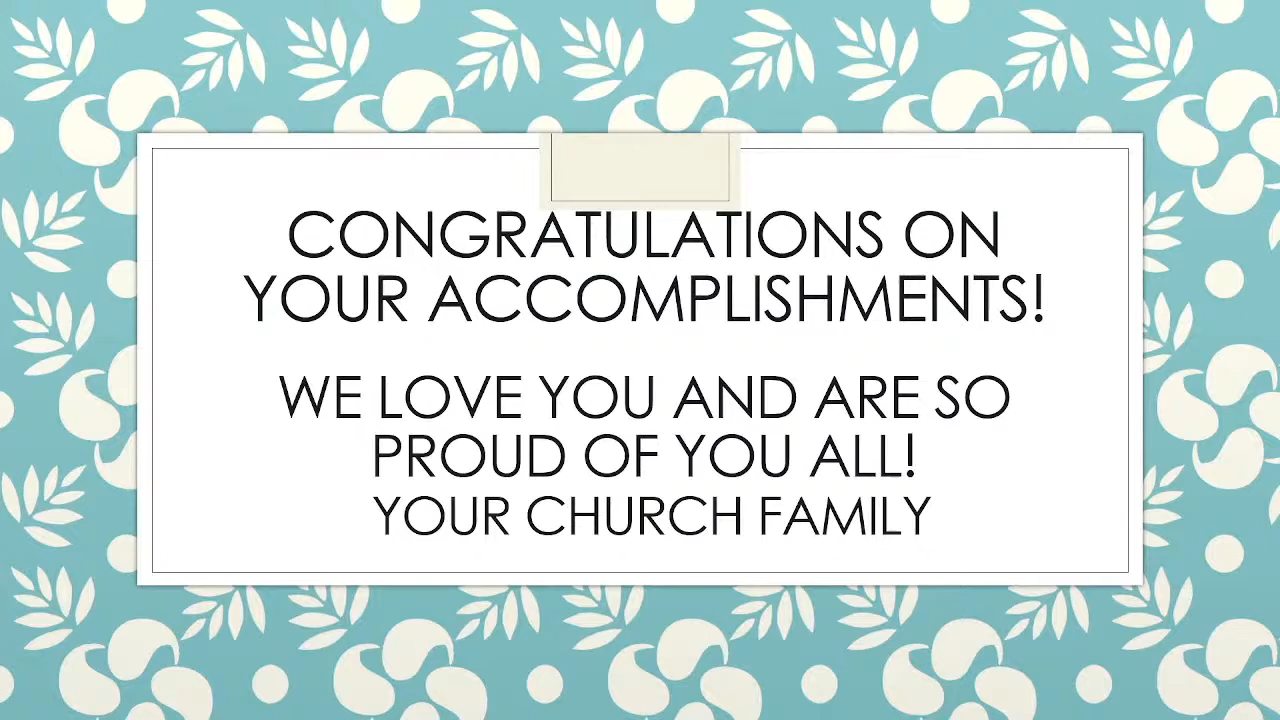 CONGRATULATIONS ON
YOUR ACCOMPLISHMENTS!
WE LOVE YOU AND ARE SO
PROUD OF YOU ALL!
YOUR CHURCH FAMILY